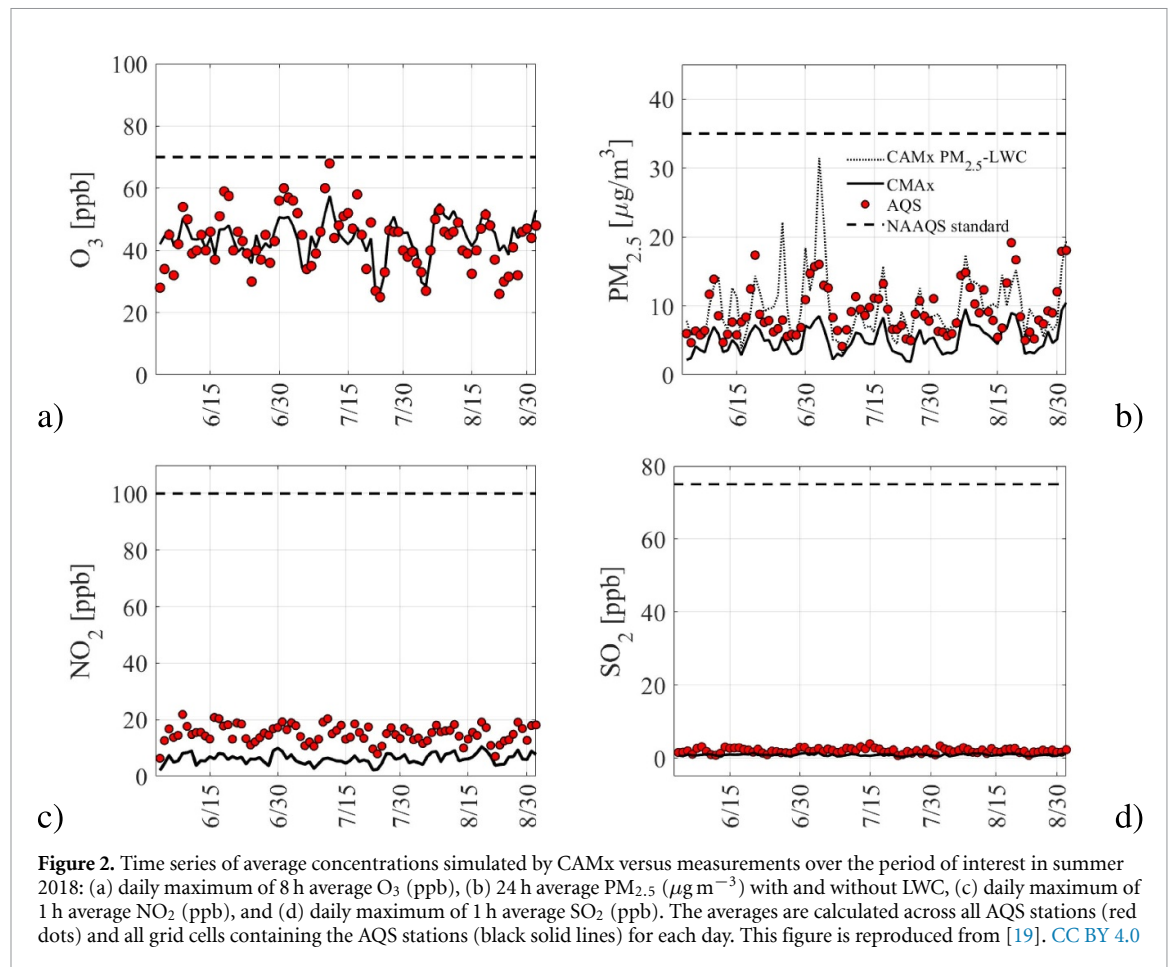 100
80
60
40
20
0
O3 [ppb]
6/15
6/30
7/15
7/30
8/15
8/30
a)
40
30
20
10
0
PM2.5 [μg/m3]
CAMx PM2.5-LWC
CMAx
AQS
NAAQS standard
6/15
6/30
7/15
7/30
8/15
8/30
b)
100
80
60
40
20
0
NO2 [ppb]
6/15
6/30
7/15
7/30
8/15
8/30
c)
80
60
40
20
0
SO2 [ppb]
6/15
6/30
7/15
7/30
8/15
8/30
d)
Figure 2. Time series of average concentrations simulated by CAMx versus measurements over the period of interest in summer
2018: (a) daily maximum of 8 h average O3 (ppb), (b) 24 h average PM2.5 (μg m−3) with and without LWC, (c) daily maximum of
1 h average NO2 (ppb), and (d) daily maximum of 1 h average SO2 (ppb). The averages are calculated across all AQS stations (red
dots) and all grid cells containing the AQS stations (black solid lines) for each day. This figure is reproduced from [19]. CC BY 4.0